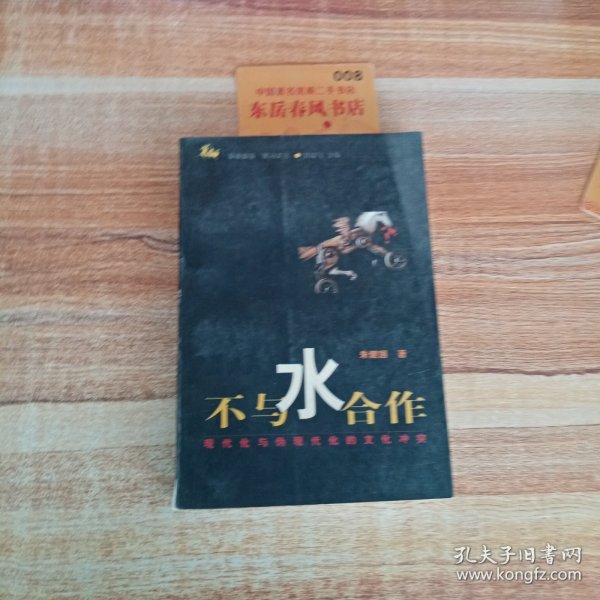 008
东岳春风书店
朱健国 著
不与水合作
现代化与伪现代化的文化冲突
孔夫子旧书网
www.kongfz.com